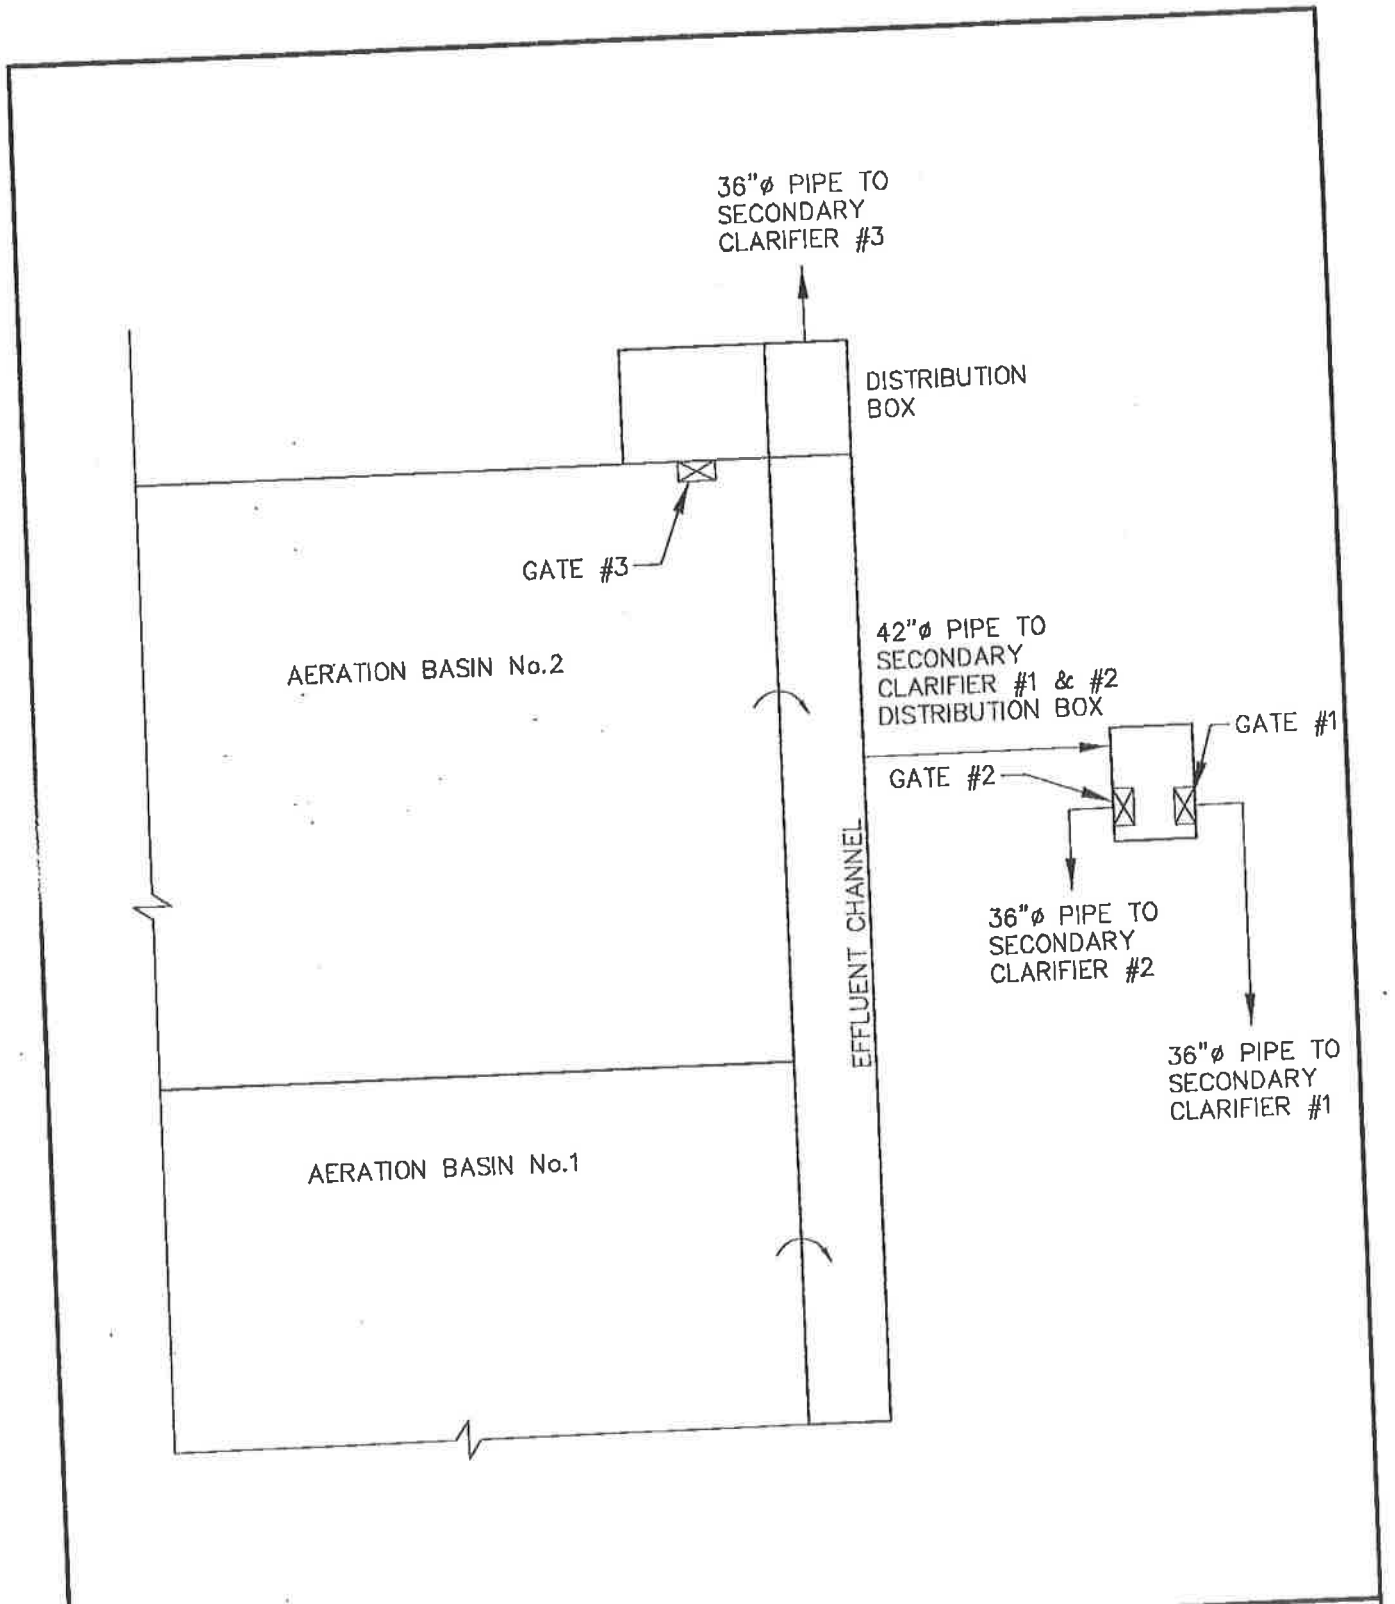 36"ø PIPE TO
SECONDARY
CLARIFIER #3
DISTRIBUTION
BOX
GATE #3
AERATION BASIN No.2
42"ø PIPE TO
SECONDARY
CLARIFIER #1 & #2
DISTRIBUTION BOX
GATE #1
GATE #2
EFFLUENT CHANNEL
36"ø PIPE TO
SECONDARY
CLARIFIER #2
36"ø PIPE TO
SECONDARY
CLARIFIER #1
AERATION BASIN No.1